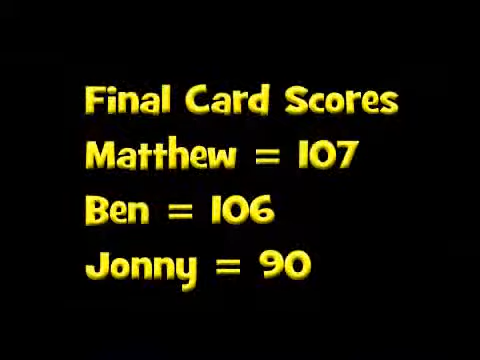 Final Card Scores
Matthew = 107
Ben = 106
Jonny = 90